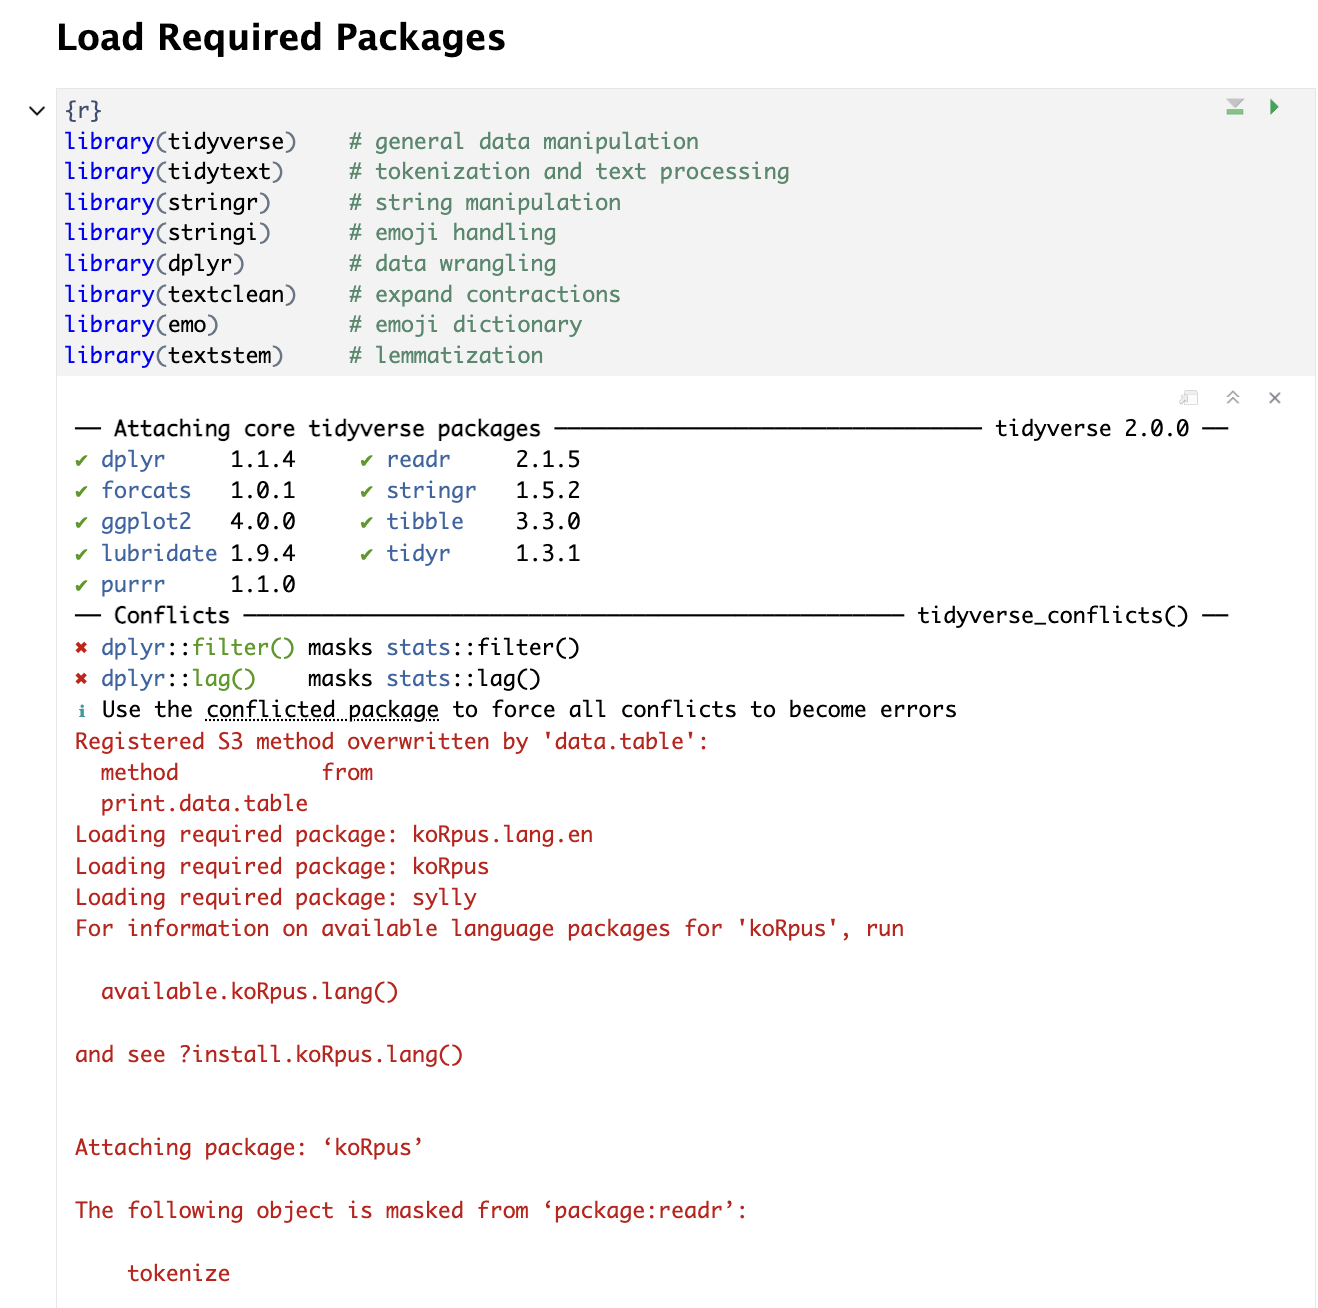 Load Required Packages
{r}
library(tidyverse)    # general data manipulation
library(tidytext)     # tokenization and text processing
library(stringr)      # string manipulation
library(stringi)      # emoji handling
library(dplyr)        # data wrangling
library(textclean)    # expand contractions
library(emo)          # emoji dictionary
library(textstem)     # lemmatization
── Attaching core tidyverse packages ───────────────────────────────── tidyverse 2.0.0 ──
✔ dplyr     1.1.4     ✔ readr     2.1.5
✔ forcats   1.0.1     ✔ stringr   1.5.2
✔ ggplot2   4.0.0     ✔ tibble    3.3.0
✔ lubridate 1.9.4     ✔ tidyr     1.3.1
✔ purrr     1.1.0
── Conflicts ─────────────────────────────────────────────────── tidyverse_conflicts() ──
✖ dplyr::filter() masks stats::filter()
✖ dplyr::lag()    masks stats::lag()
ℹ Use the conflicted package to force all conflicts to become errors
Registered S3 method overwritten by 'data.table':
  method           from
  print.data.table
Loading required package: koRpus.lang.en
Loading required package: koRpus
Loading required package: sylly
For information on available language packages for 'koRpus', run
  available.koRpus.lang()
and see ?install.koRpus.lang()
Attaching package: ‘koRpus’
The following object is masked from ‘package:readr’:
    tokenize